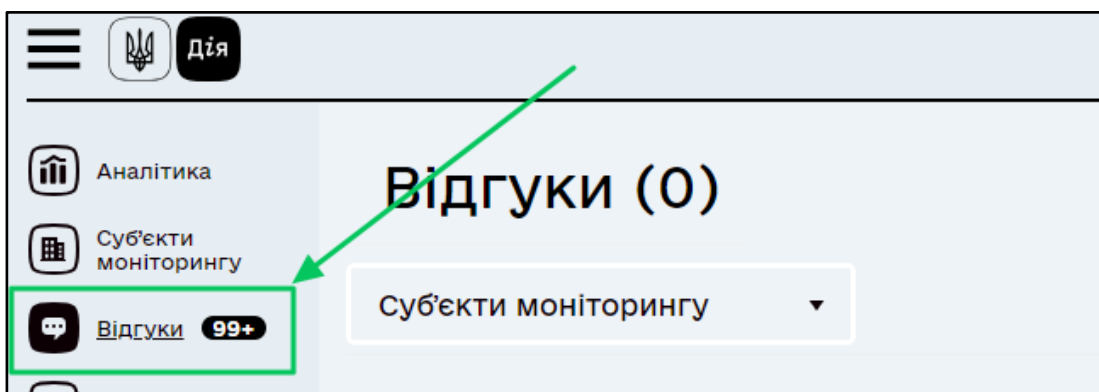 Дія
Аналітика
Відгуки (0)
Суб'єкти
моніторингу
Суб'єкти моніторингу
Відгуки 99+